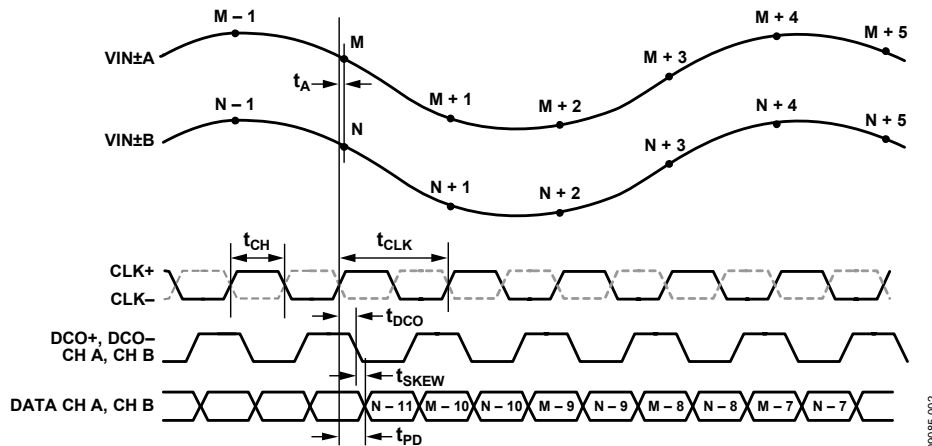 M – 1
M + 4
M + 5
M
VIN±A
M + 3
tA
M + 1
M + 2
N – 1
N + 4
N
N + 5
VIN±B
N + 3
N + 1
N + 2
tCH
tCLK
CLK+
CLK–
tDCO
DCO+, DCO–
CH A, CH B
tSKEW
DATA CH A, CH B
N – 11
M – 10
N – 10
M – 9
N – 9
M – 8
N – 8
M – 7
N – 7
tPD
09985-002